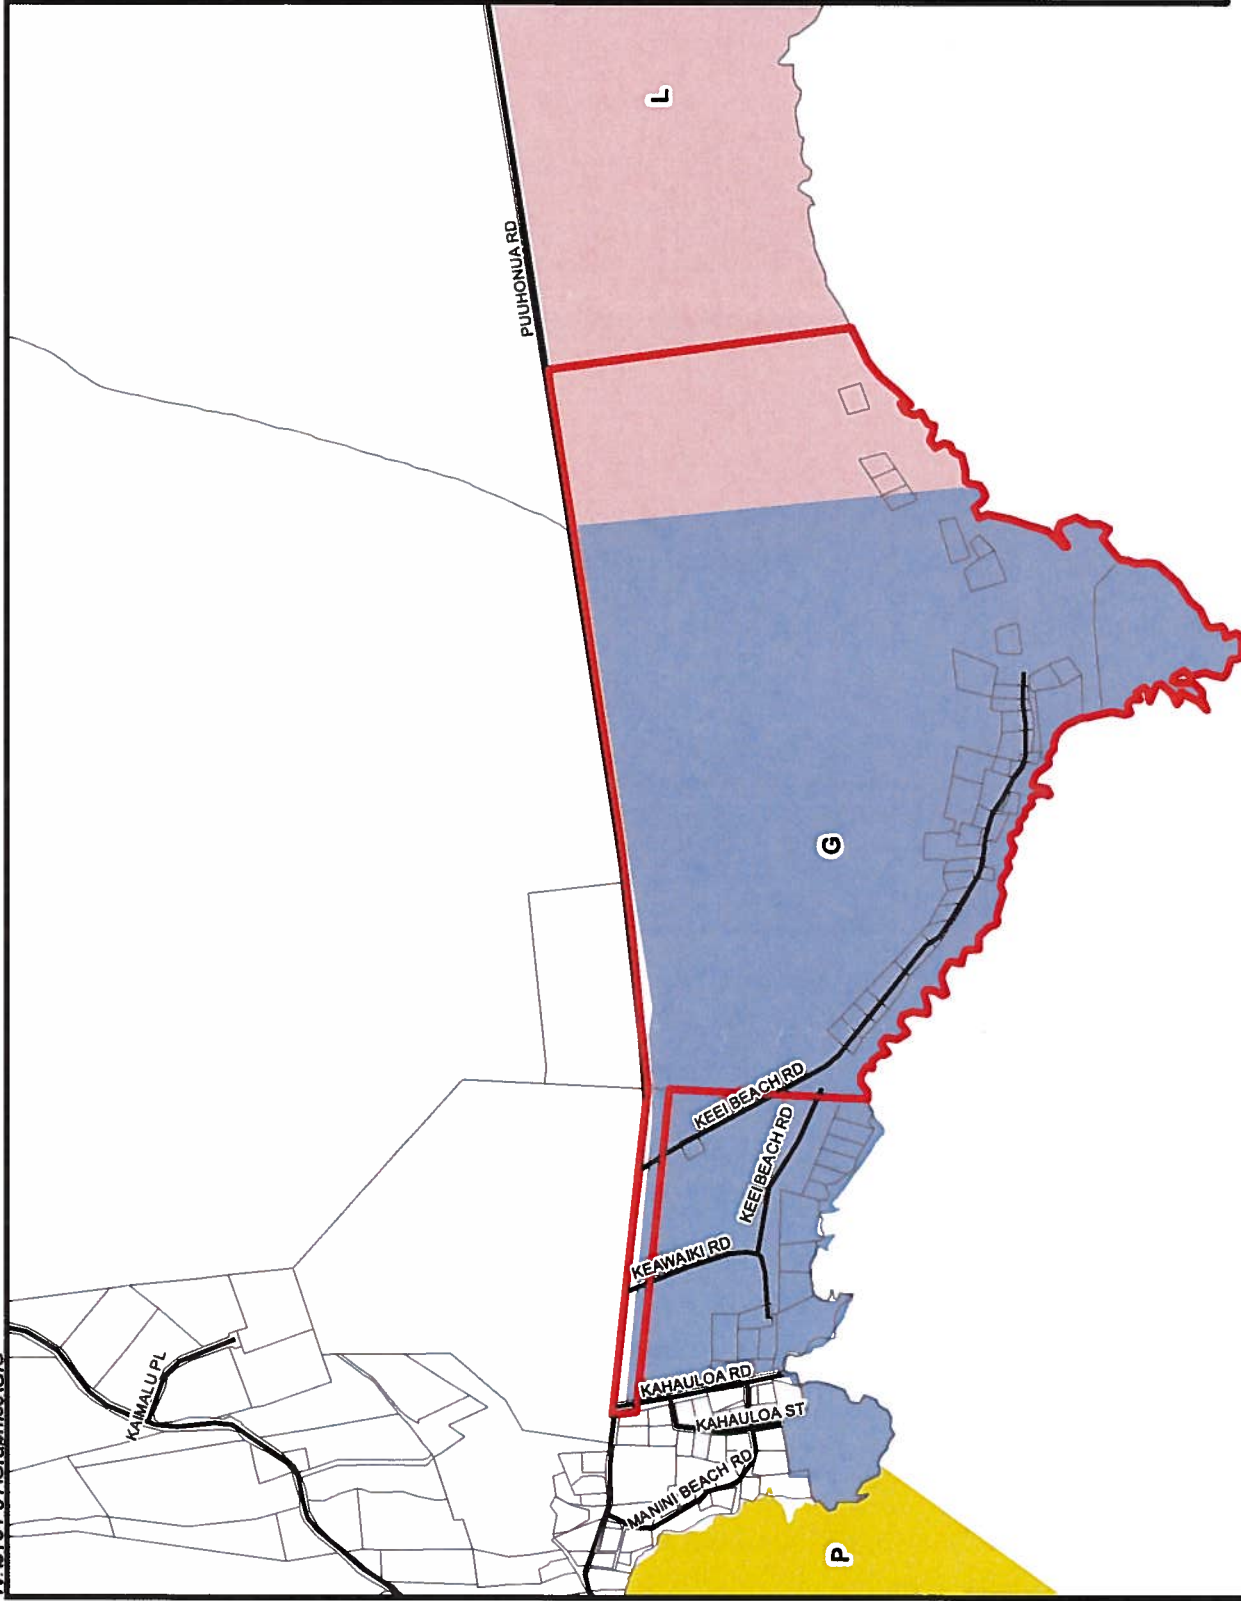 L
PUUHONUA RD
G
KEEI BEACH RD
KEEI BEACH RD
KEAWAIKI RD
KAIMALU PL
KAHAULOA RD
KAHAULOA ST
MANINI BEACH RD
P